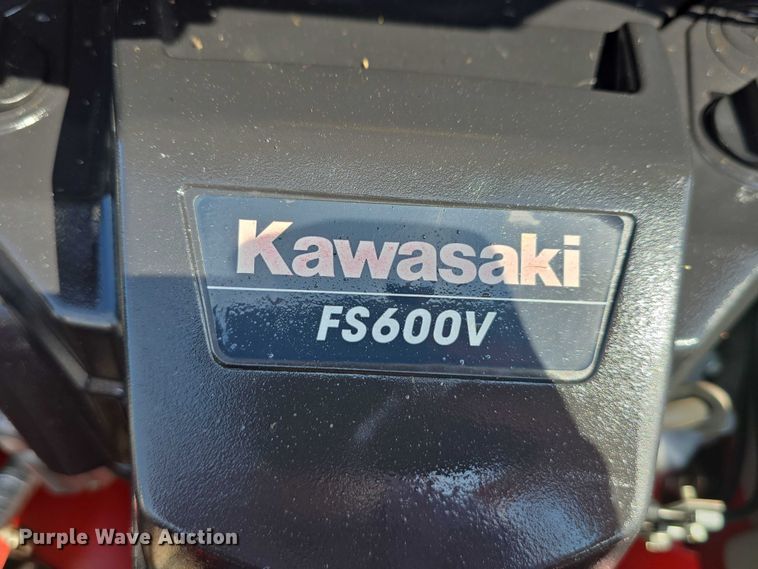 Kawasaki
FS600V
Purple Wave Auction